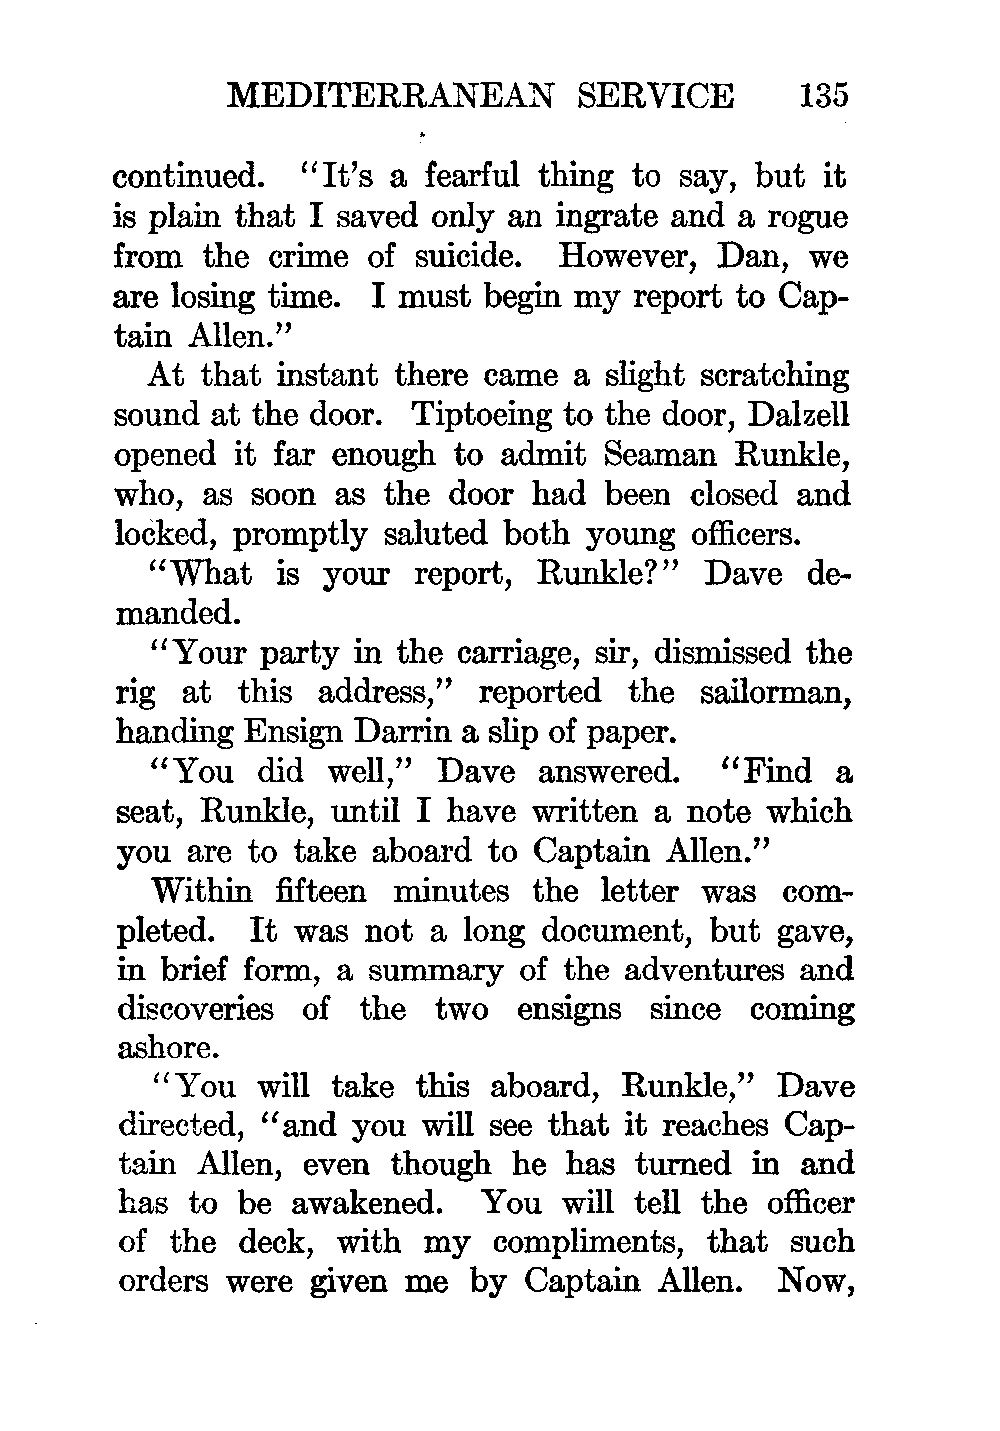 MEDITERRANEAN SERVICE 135
continued. "It's a fearful thing to say, but it
is plain that I saved only an ingrate and a rogue
from the crime of suicide. However, Dan, we
are losing time. I must begin my report to Cap-
tain Allen."
At that instant there came a slight scratching
sound at the door. Tiptoeing to the door, Dalzell
opened it far enough to admit Seaman Runkle,
who, as soon as the door had been closed and
locked, promptly saluted both young officers.
"What is your report, Runkle?" Dave de-
manded.
"Your party in the carriage, sir, dismissed the
rig at this address," reported the sailorman,
handing Ensign Darrin a slip of paper.
"You did well," Dave answered. "Find a
seat, Runkle, until I have written a note which
you are to take aboard to Captain Allen."
Within fifteen minutes the letter was com-
pleted. It was not a long document, but gave,
in brief form, a summary of the adventures and
discoveries of the two ensigns since coming
ashore.
"You will take this aboard, Runkle," Dave
directed, "and you will see that it reaches Cap-
tain Allen, even though he has turned in and
has to be awakened. You will tell the officer
of the deck, with my compliments, that such
orders were given me by Captain Allen. Now,